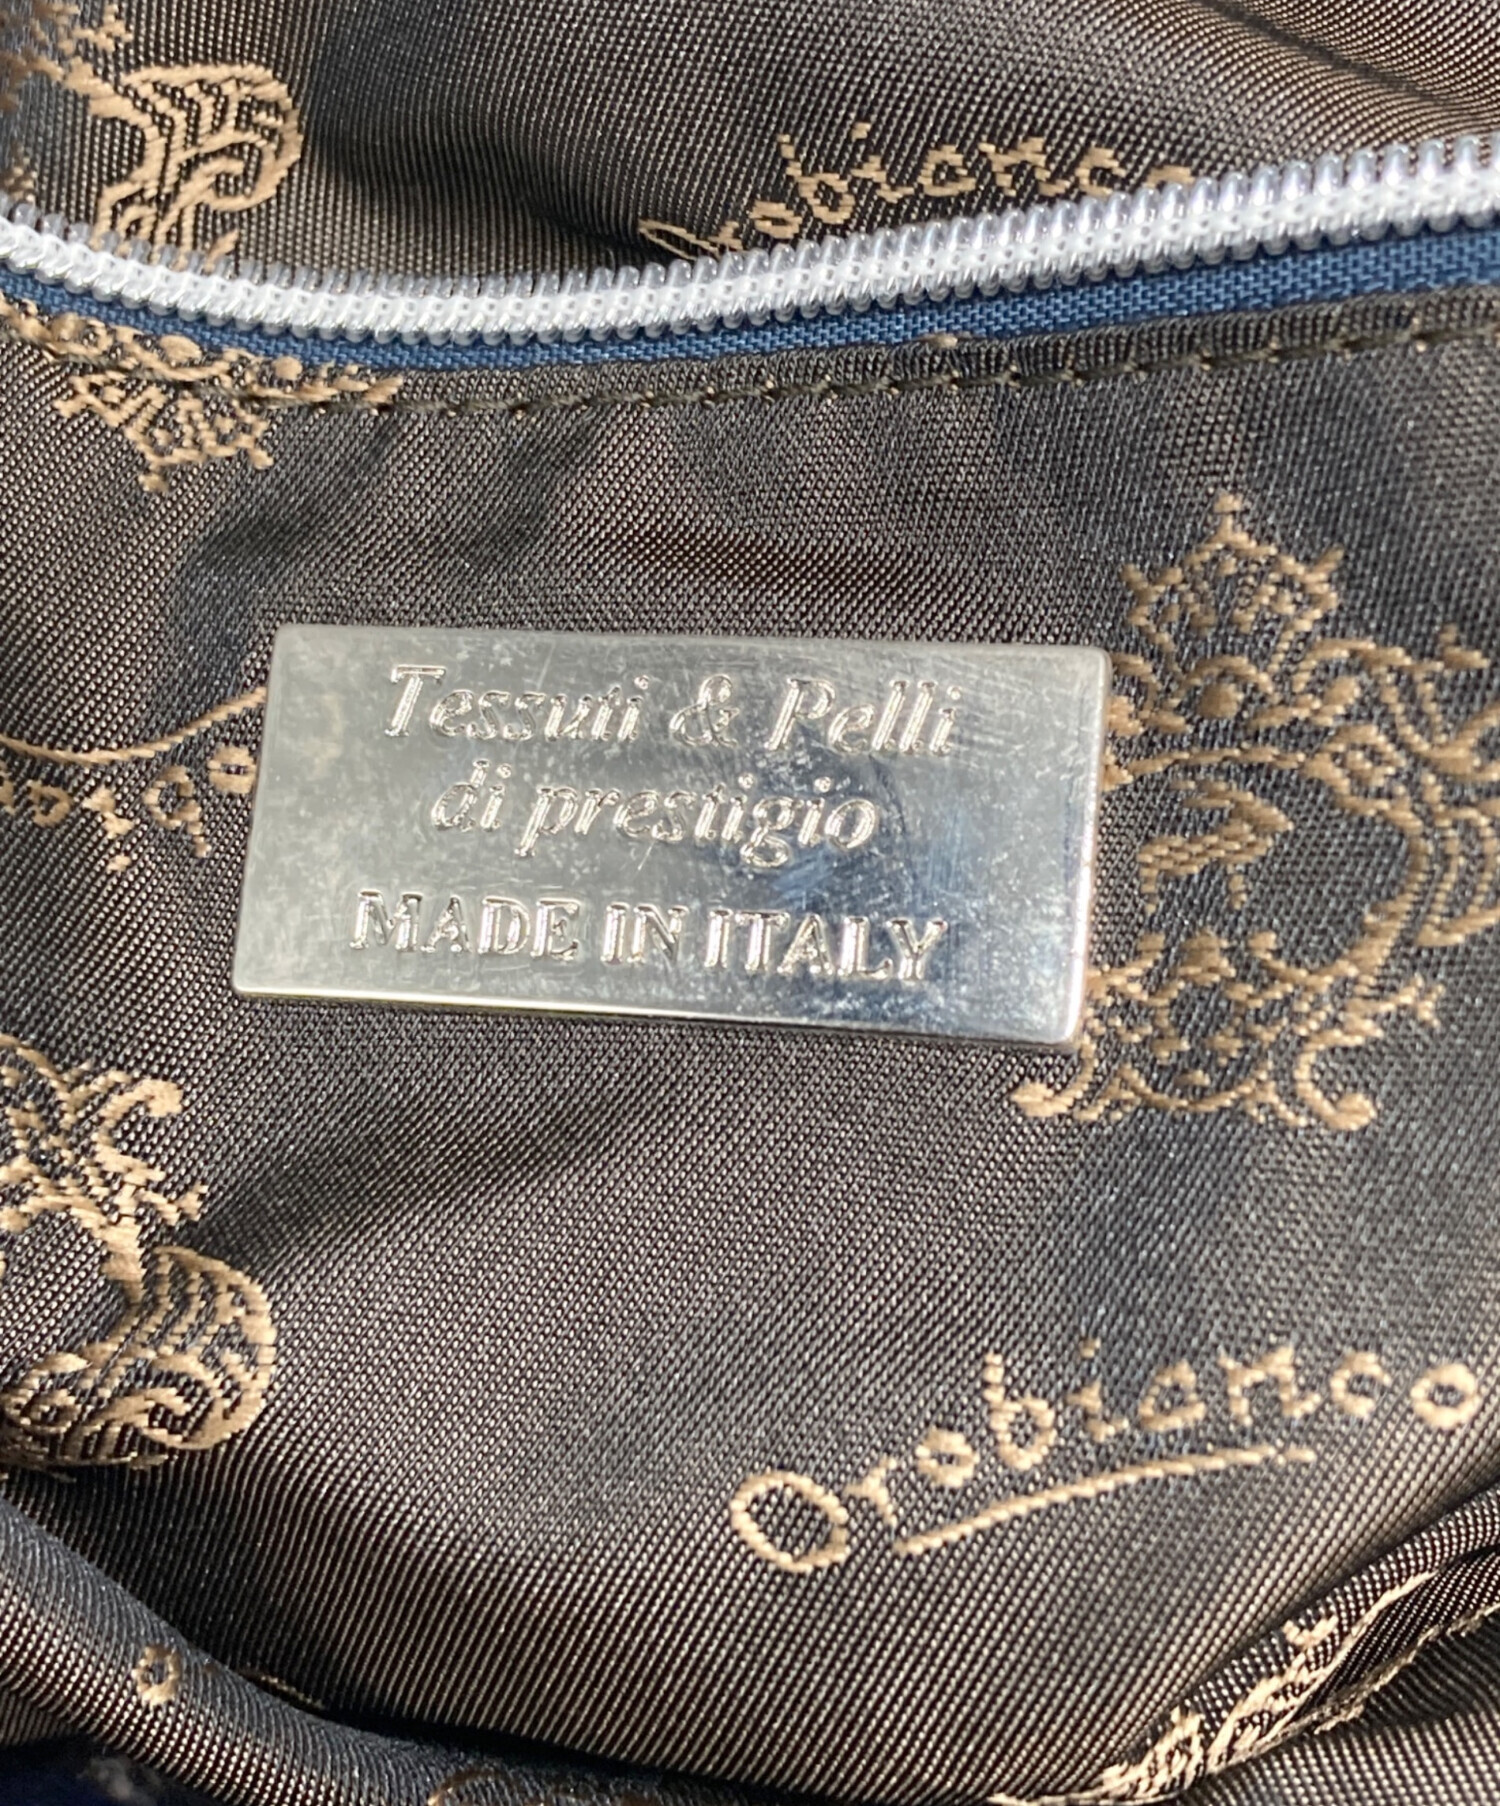 Orobianco
Tessuti & Pelli
di prestigio
MADE IN ITALY
Orobianco